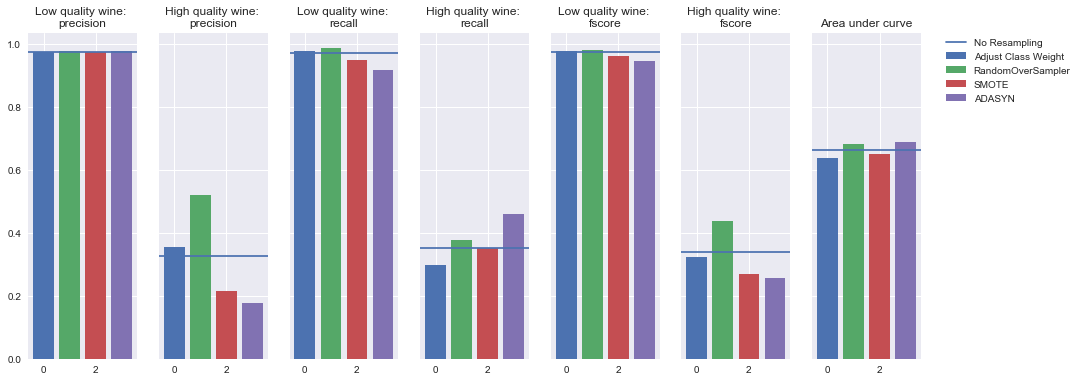 Low quality wine:
precision
High quality wine:
precision
Low quality wine:
recall
High quality wine:
recall
Low quality wine:
fscore
High quality wine:
fscore
Area under curve
No Resampling
Adjust Class Weight
RandomOverSampler
SMOTE
ADASYN
1.0
0.8
0.6
0.4
0.2
0.0
0 2
0 2
0 2
0 2
0 2
0 2
0 2